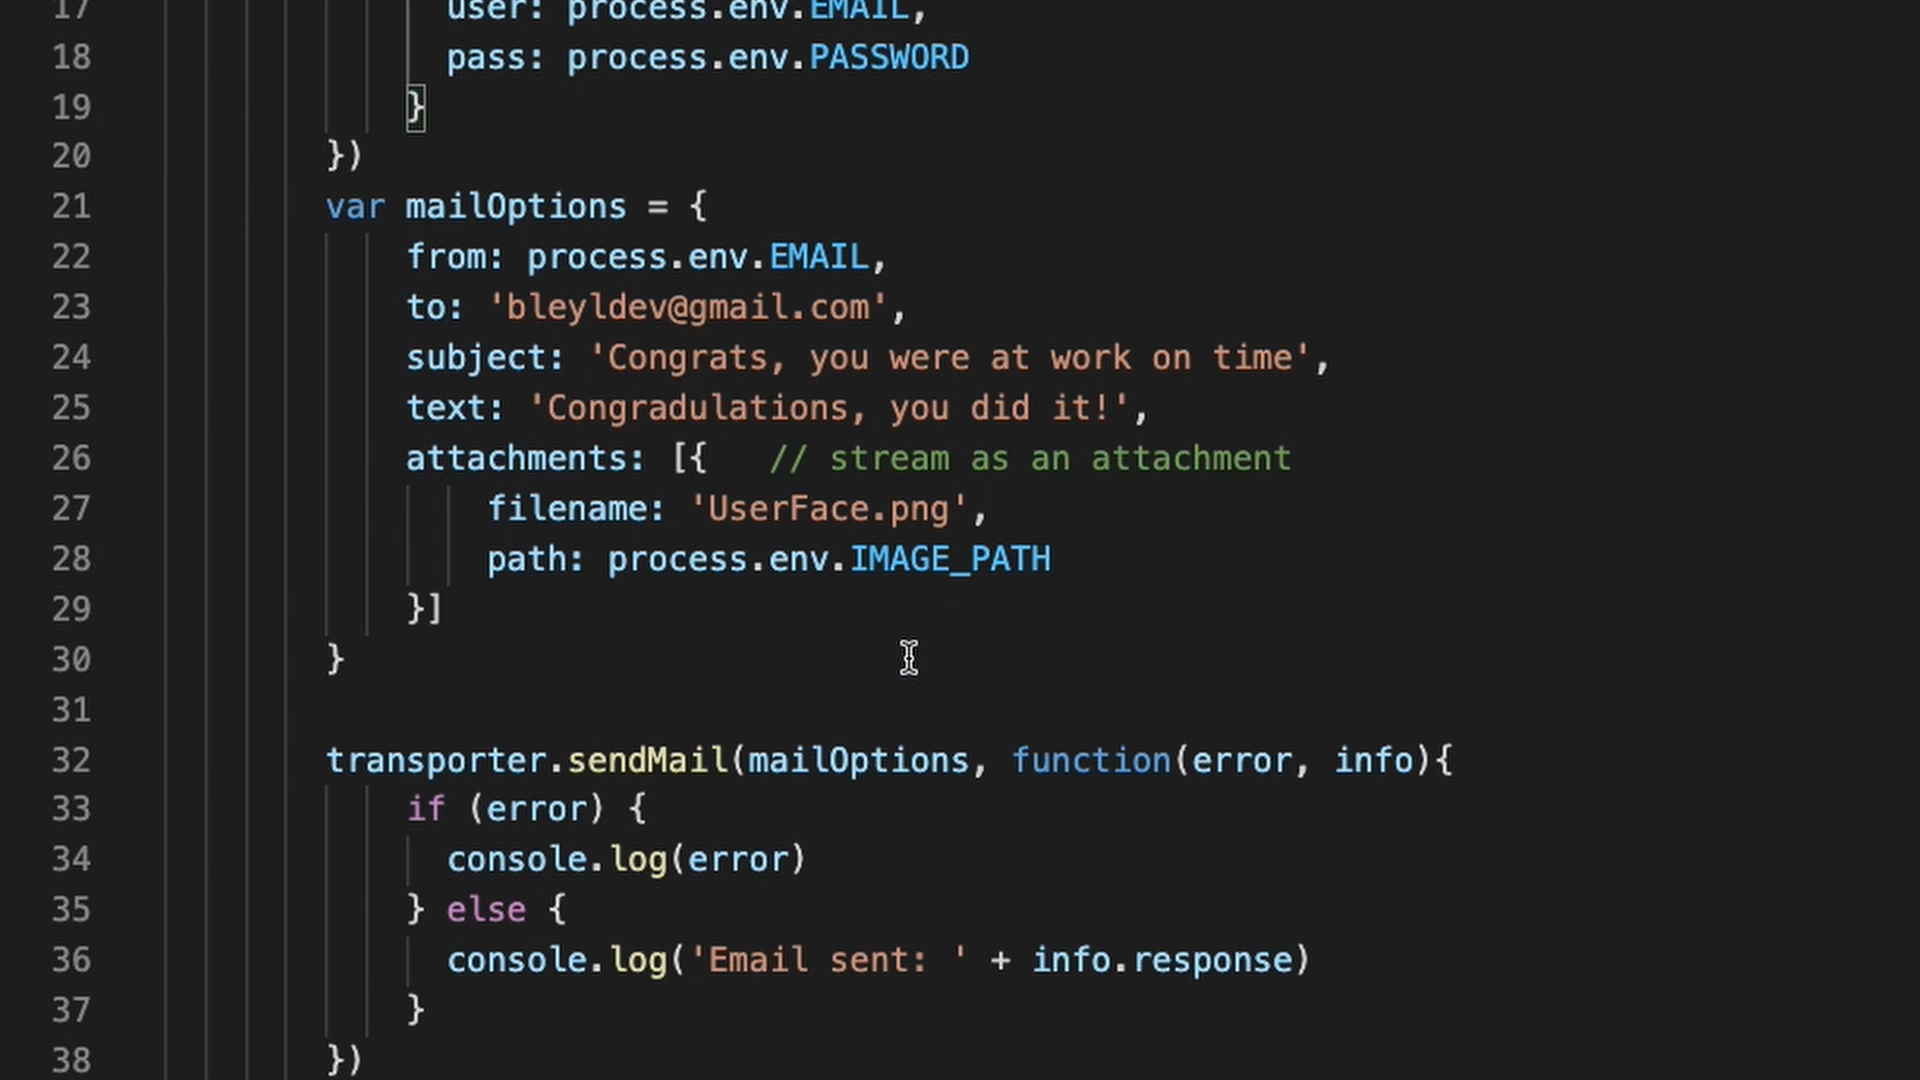 17 user: process.env.EMAIL,
18 pass: process.env.PASSWORD
19 }
20 })
21 var mailOptions = {
22 from: process.env.EMAIL,
23 to: 'bleyldev@gmail.com',
24 subject: 'Congrats, you were at work on time',
25 text: 'Congradulations, you did it!',
26 attachments: [{   // stream as an attachment
27 filename: 'UserFace.png',
28 path: process.env.IMAGE_PATH
29 }]
30 }
31
32 transporter.sendMail(mailOptions, function(error, info){
33 if (error) {
34 console.log(error)
35 } else {
36 console.log('Email sent: ' + info.response)
37 }
38 })